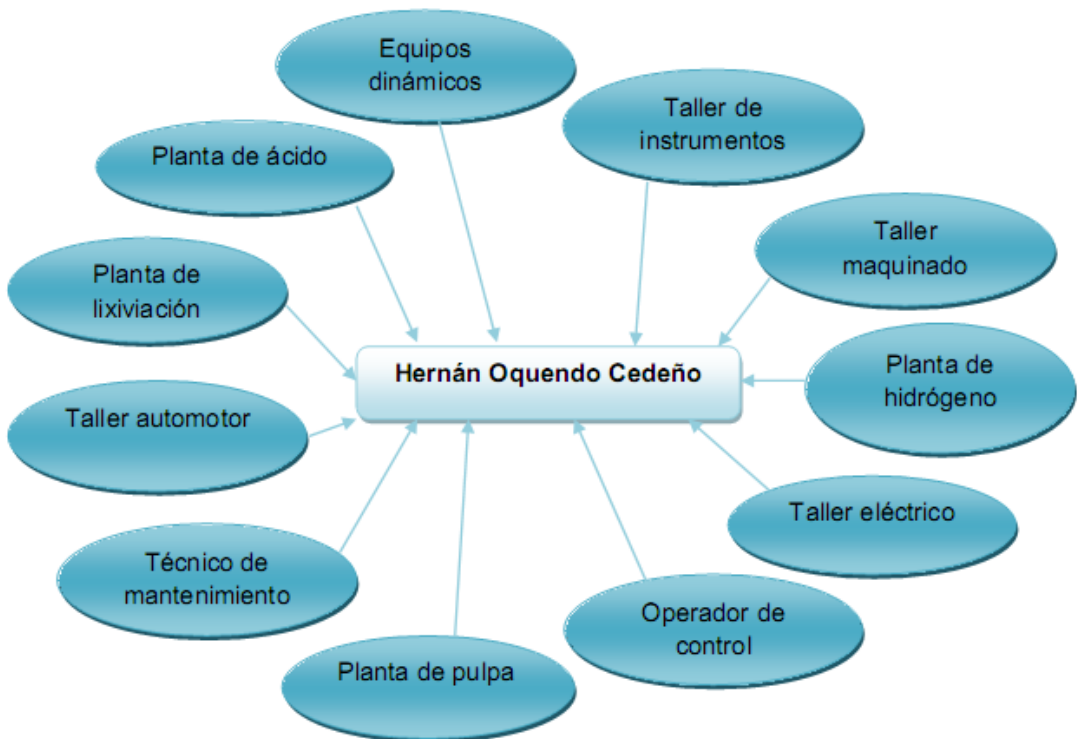 Equipos
dinámicos
Taller de
instrumentos
Planta de ácido
Taller
maquinado
Planta de
lixiviación
Hernán Oquendo Cedeño
Planta de
hidrógeno
Taller automotor
Taller eléctrico
Técnico de
mantenimiento
Operador de
control
Planta de pulpa